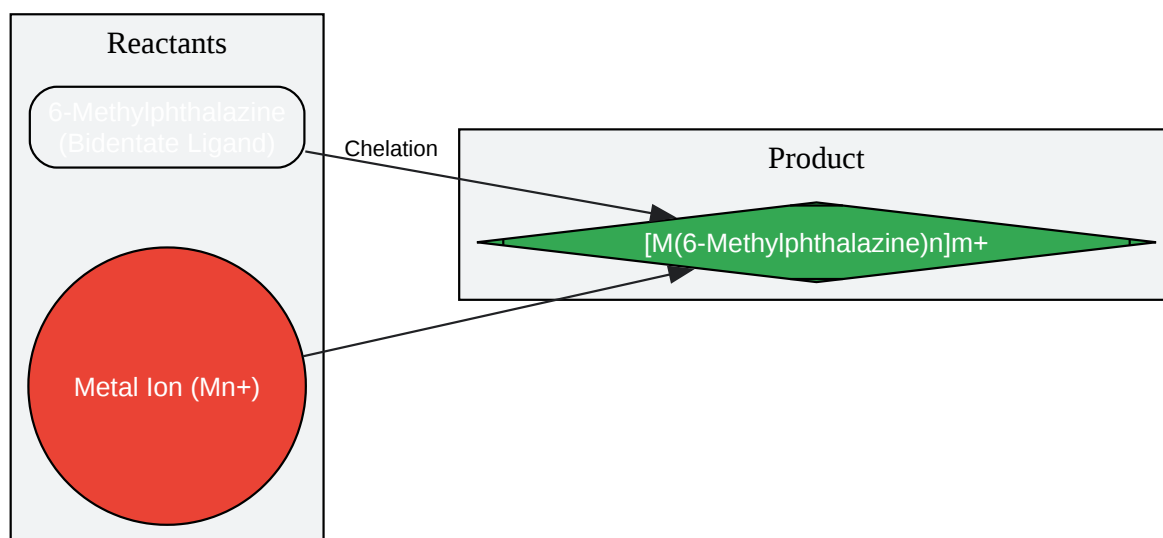 Reactants
6-Methylphthalazine
(Bidentate Ligand)
Chelation
Product
[M(6-Methylphthalazine)n]m+
Metal Ion (Mn+)